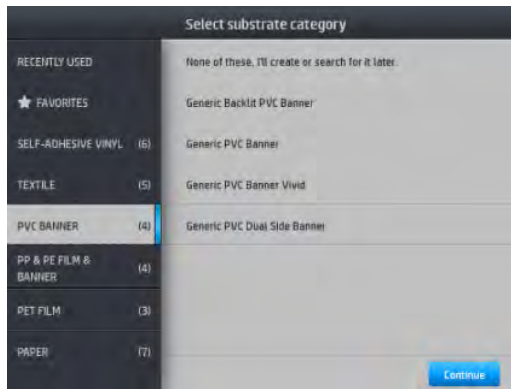 Select substrate category
RECENTLY USED
FAVORITES
SELF-ADHESIVE VINYL (6)
TEXTILE (5)
PVC BANNER (4)
PP & PE FILM &
BANNER (4)
PET FILM (3)
PAPER (7)
None of these, I'll create or search for it later.
Generic Backlit PVC Banner
Generic PVC Banner
Generic PVC Banner Vivid
Generic PVC Dual Side Banner
Continue